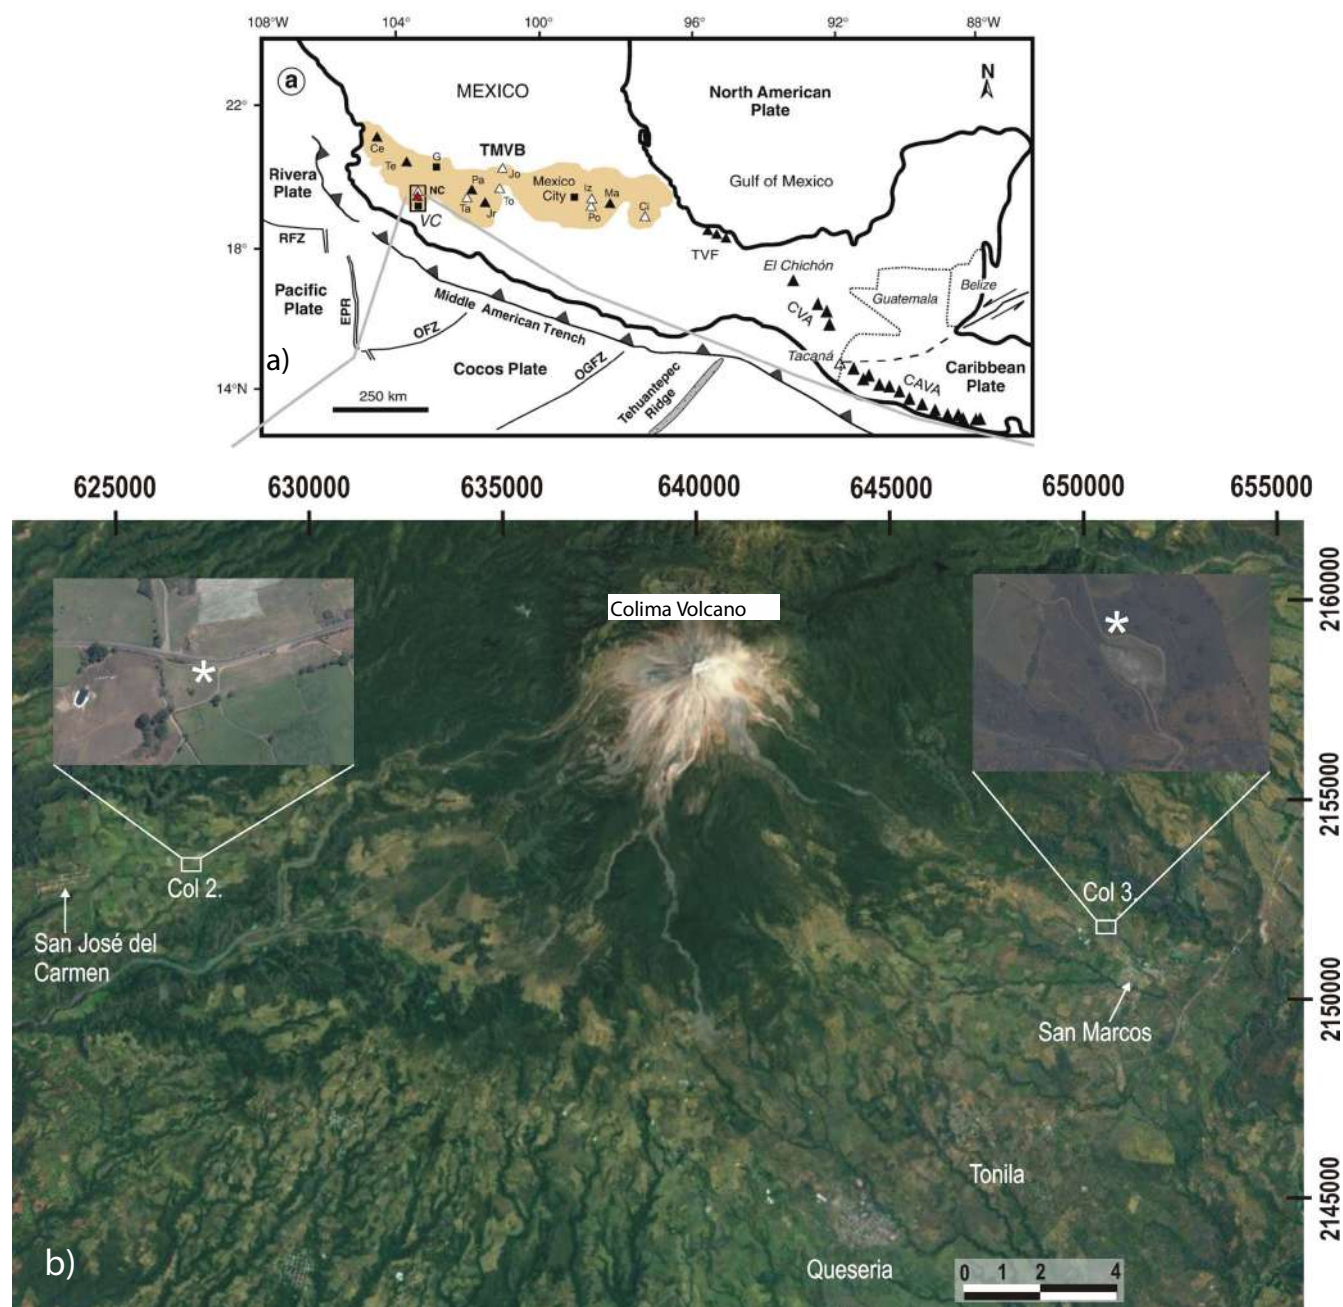 108°W 104° 100° 96° 92° 88°W
a
MEXICO
North American
Plate
N
22°
TMVB
Ce
Te
G
Jo
Rivera
Plate
NC
Pa
Mexico
City
Iz
Ma
Gulf of Mexico
VC
Ta
Jr
To
Po
Ci
RFZ
18°
TVF
El Chichón
Pacific
Plate
EPR
OFZ
Middle American Trench
CVA
Guatemala
Belize
a)
Cocos Plate
OGFZ
Tehuantepec
Ridge
Tacaná
CAVA
Caribbean
Plate
14°N
250 km
625000 630000 635000 640000 645000 650000 655000
2160000
Colima Volcano
*
*
2155000
Col 2.
Col 3.
San José del
Carmen
2150000
San Marcos
Tonila
2145000
b)
Queseria
0 1 2 4